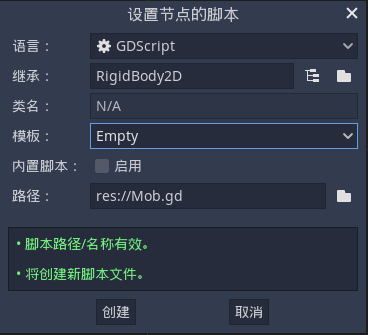 设置节点的脚本
语言： GDScript
继承： RigidBody2D
类名： N/A
模板： Empty
内置脚本： 启用
路径： res://Mob.gd
• 脚本路径/名称有效。
• 将创建新脚本文件。
创建 取消